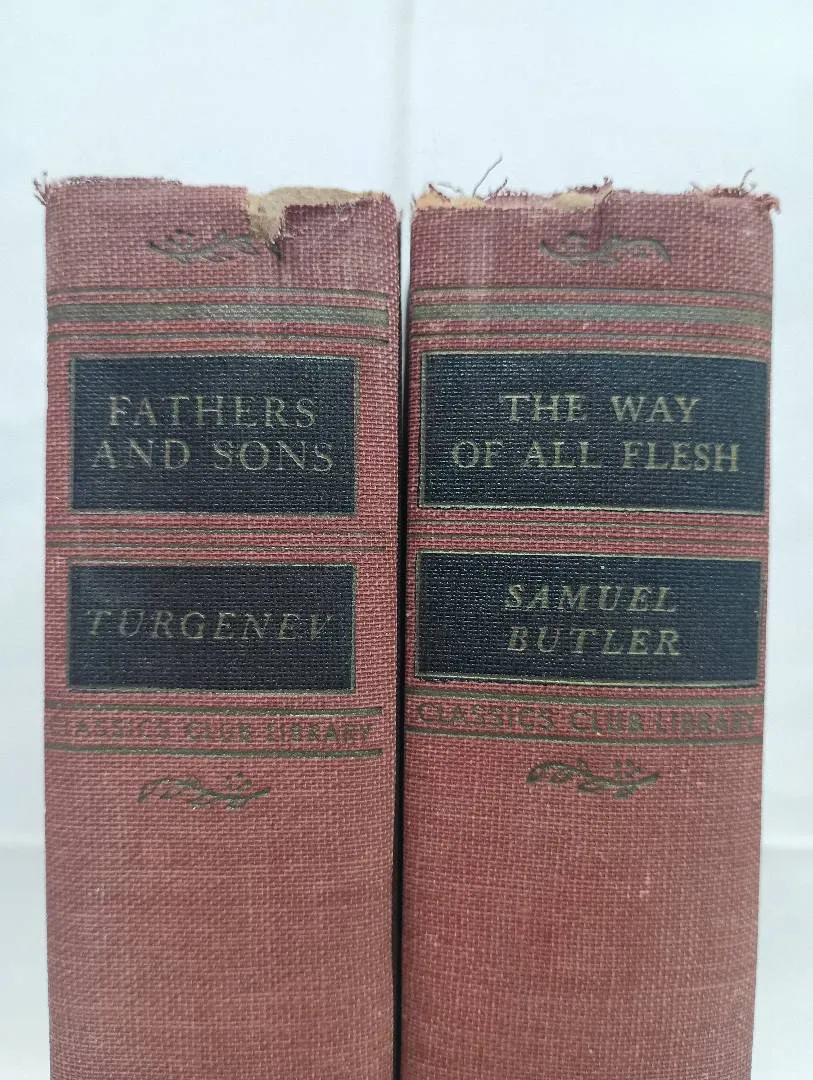 FATHERS
AND SONS
TURGENEV
CLASSICS CLUB LIBRARY
THE WAY
OF ALL FLESH
SAMUEL
BUTLER
CLASSICS CLUB LIBRARY